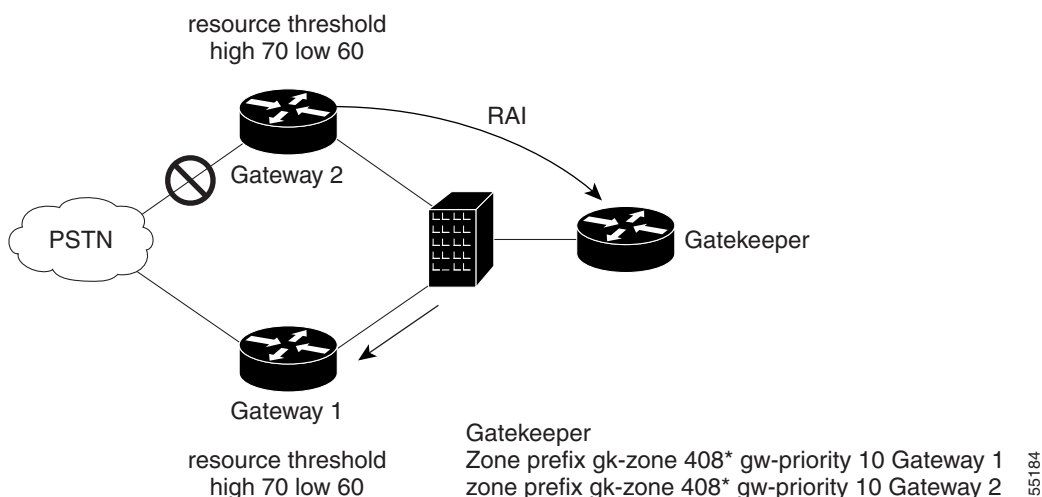 resource threshold
high 70 low 60
RAI
Gateway 2
PSTN
Gatekeeper
Gateway 1
resource threshold
high 70 low 60
Gatekeeper
Zone prefix gk-zone 408* gw-priority 10 Gateway 1
zone prefix gk-zone 408* gw-priority 10 Gateway 2
55184